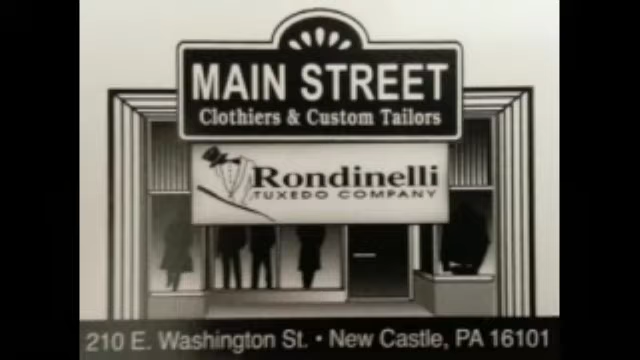 MAIN STREET
Clothiers & Custom Tailors
Rondinelli
TUXEDO COMPANY
210 E. Washington St. • New Castle, PA 16101